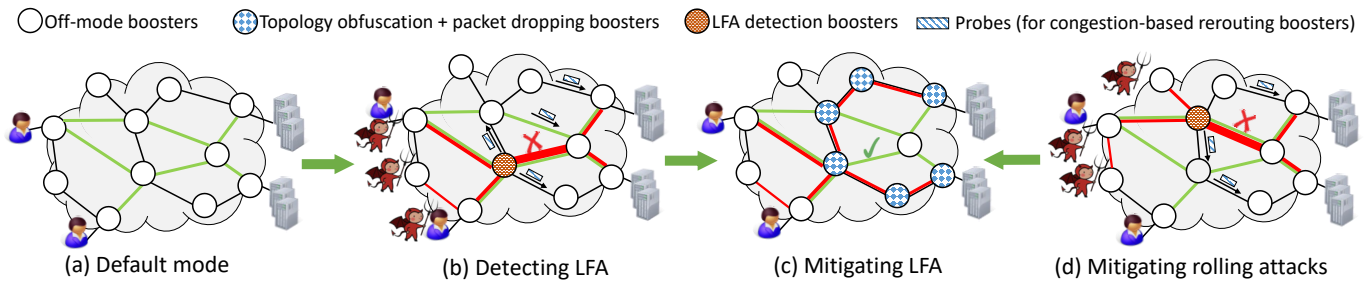 Off-mode boosters Topology obfuscation + packet dropping boosters LFA detection boosters Probes (for congestion-based rerouting boosters)
(a) Default mode (b) Detecting LFA (c) Mitigating LFA (d) Mitigating rolling attacks